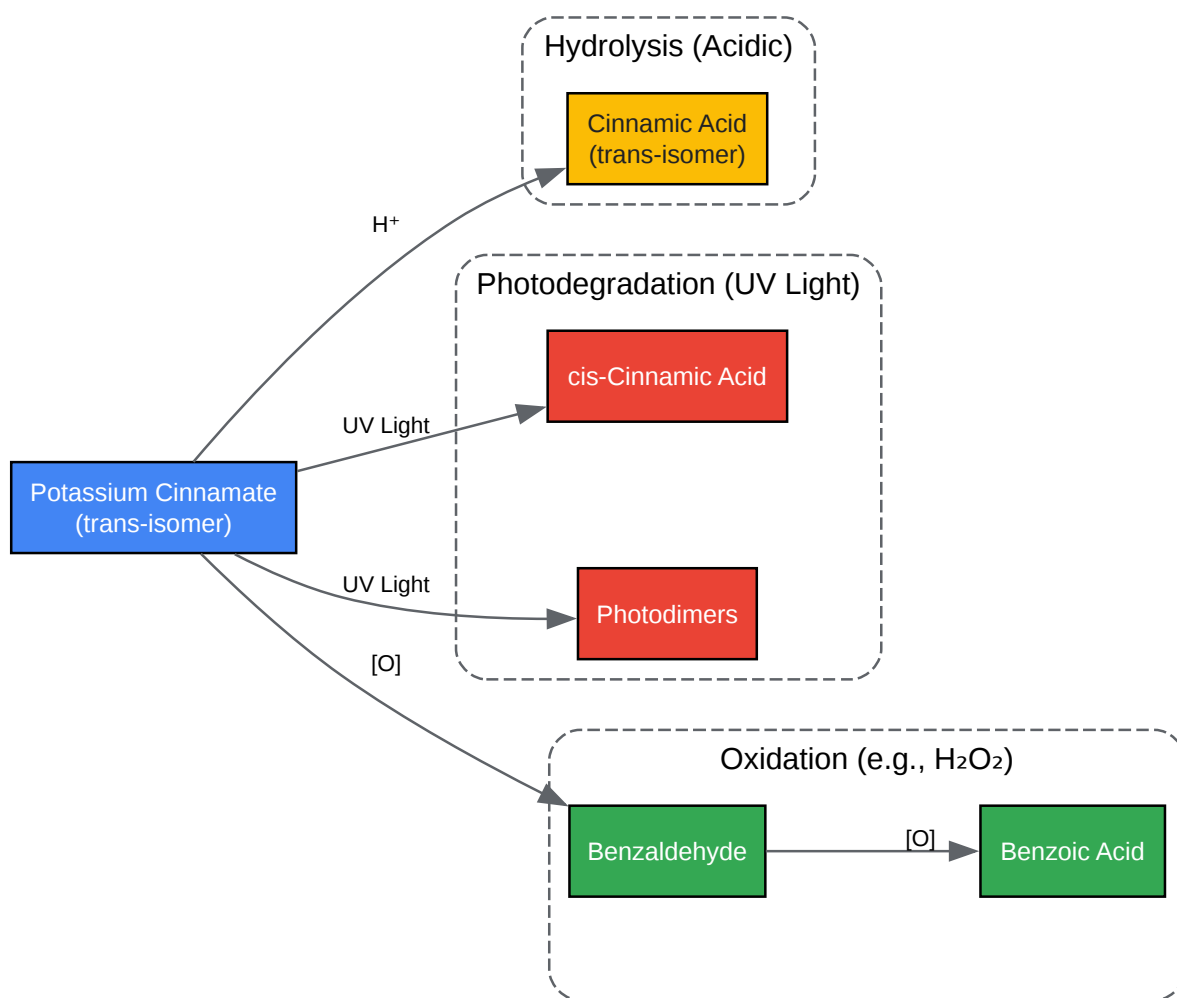 Hydrolysis (Acidic)
Cinnamic Acid
(trans-isomer)
H⁺
Photodegradation (UV Light)
cis-Cinnamic Acid
UV Light
Potassium Cinnamate
(trans-isomer)
UV Light
Photodimers
[O]
Oxidation (e.g., H₂O₂)
Benzaldehyde
[O]
Benzoic Acid